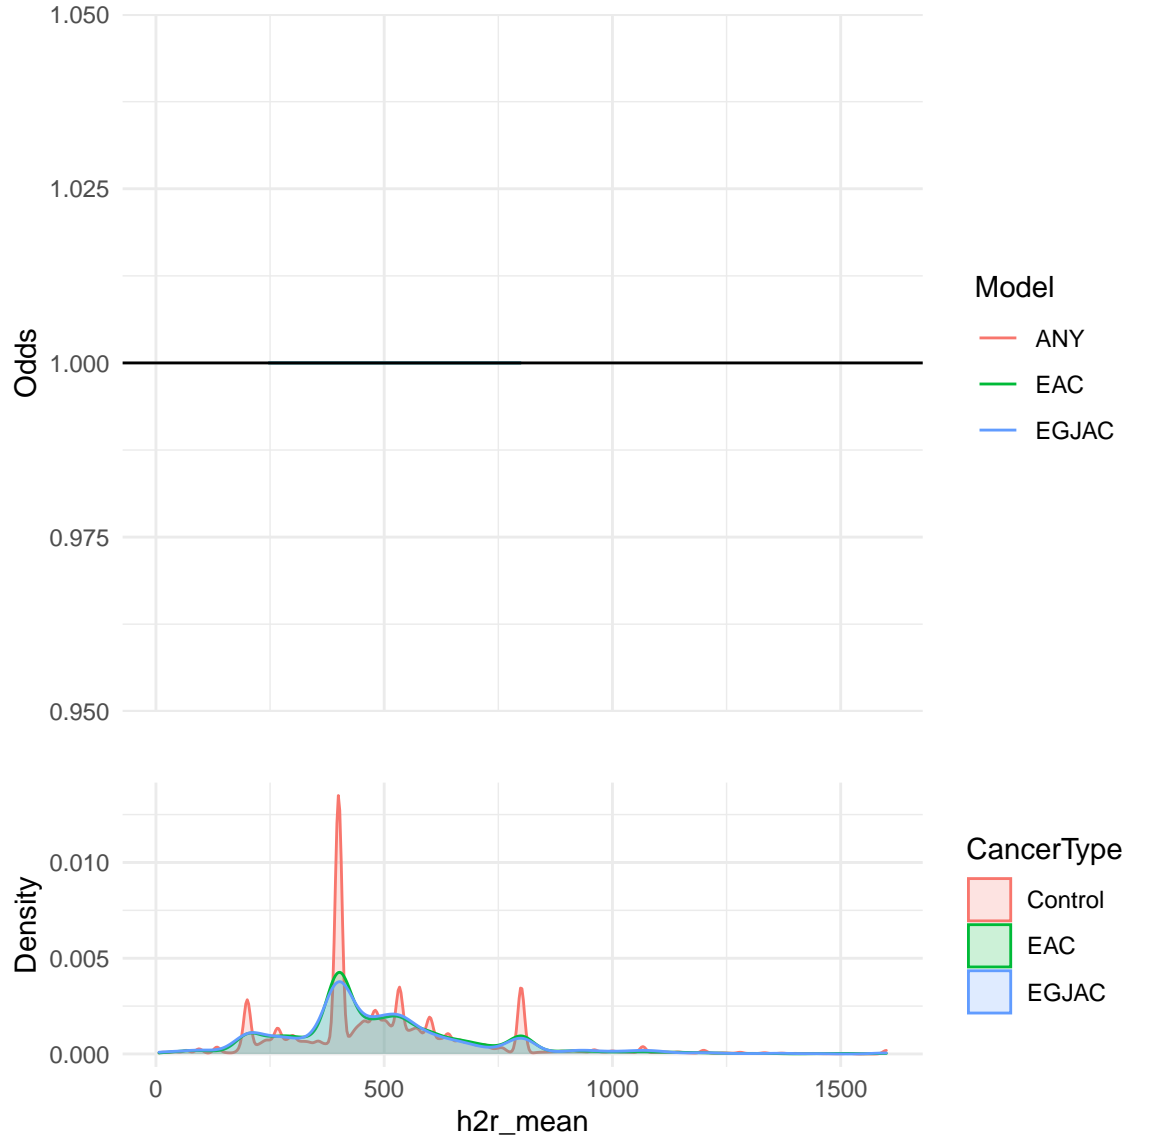 1.050
1.025
1.000
0.975
0.950
Odds
Model
ANY
EAC
EGJAC
0.010
0.005
0.000
Density
0
500
1000
1500
h2r_mean
CancerType
Control
EAC
EGJAC